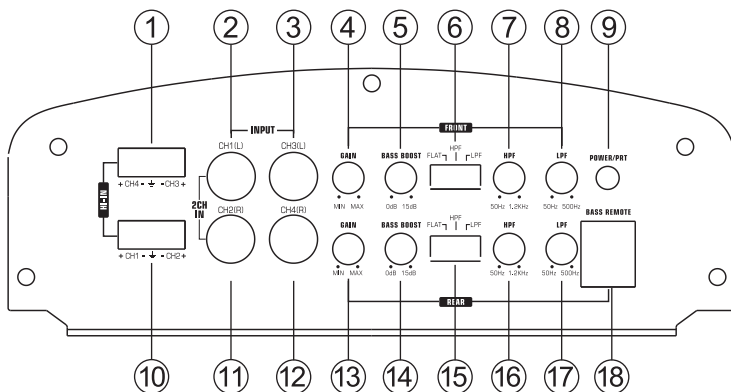 1 2 3 4 5 6 7 8 9
INPUT
FRONT
CH1(L) CH3(L)
GAIN BASS BOOST FLAT HPF LPF HPF LPF POWER/PRT
+ CH4 - ⏚ - CH3 +
MIN MAX 0dB 15dB 50Hz 1.2KHz 50Hz 500Hz
HI-IN
2CH IN
CH2(R) CH4(R)
GAIN BASS BOOST FLAT HPF LPF HPF LPF BASS REMOTE
+ CH1 - ⏚ - CH2 +
MIN MAX 0dB 15dB 50Hz 1.2KHz 50Hz 500Hz
REAR
10 11 12 13 14 15 16 17 18